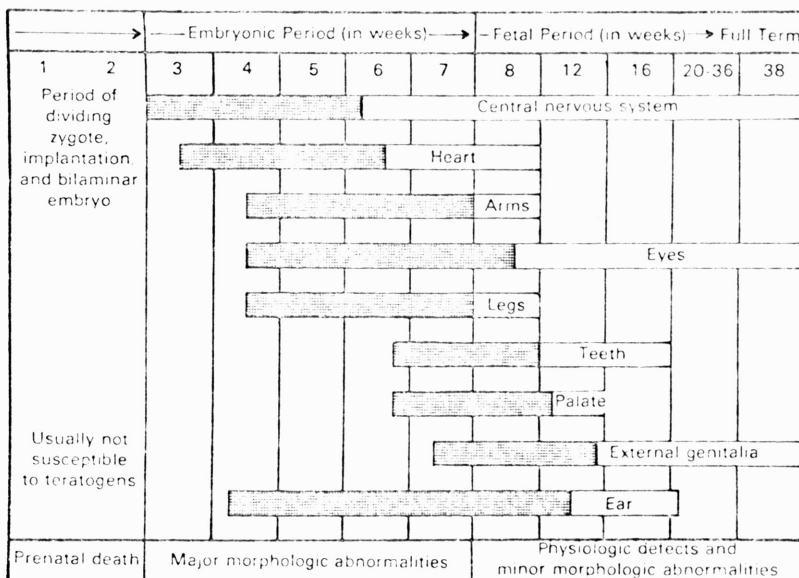 Embryonic Period (in weeks) Fetal Period (in weeks) Full Term
1 2 3 4 5 6 7 8 12 16 20-36 38
Period of
dividing
zygote,
implantation
and bilaminar
embryo
Central nervous system
Heart
Arms
Eyes
Legs
Teeth
Palate
External genitalia
Ear
Usually not
susceptible
to teratogens
Prenatal death
Major morphologic abnormalities
Physiologic defects and
minor morphologic abnormalities